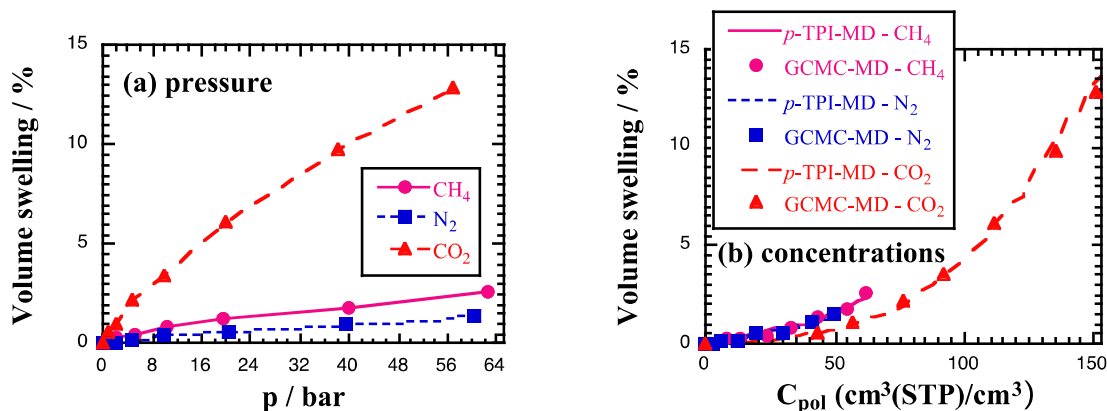 Volume swelling / %
15
10
5
0
(a) pressure
CH4
N2
CO2
0 8 16 24 32 40 48 56 64
p / bar
p-TPI-MD - CH4
GCMC-MD - CH4
p-TPI-MD - N2
GCMC-MD - N2
p-TPI-MD - CO2
GCMC-MD - CO2
Volume swelling / %
15
10
5
0
(b) concentrations
0 50 100 150
Cpol (cm3(STP)/cm3)